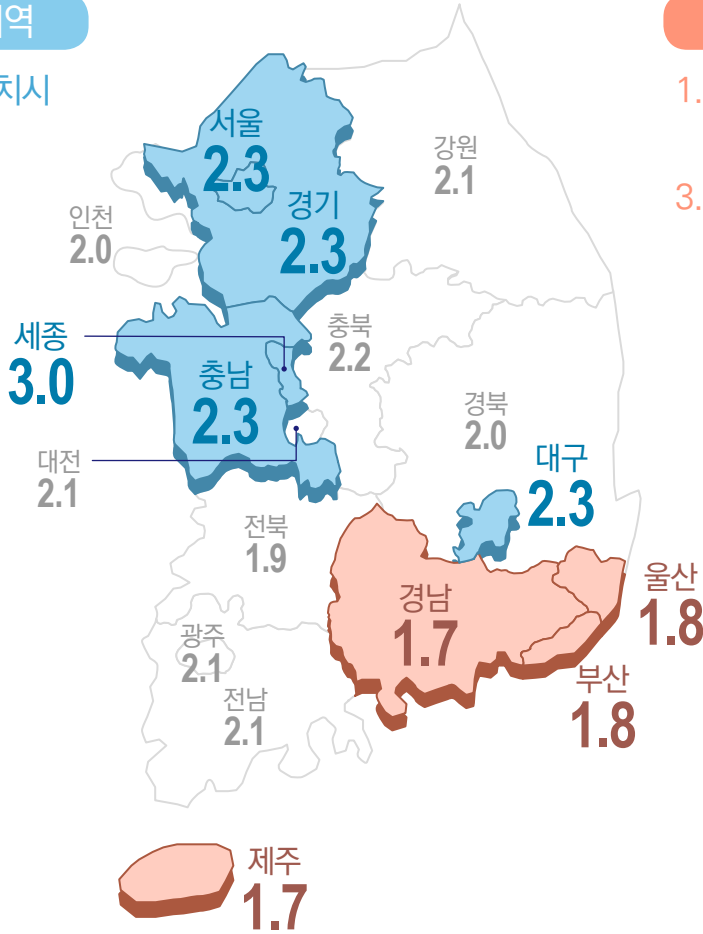 역
치시
1.
3.
서울
2.3
강원
2.1
경기
2.3
인천
2.0
세종
3.0
충북
2.2
충남
2.3
경북
2.0
대전
2.1
대구
2.3
전북
1.9
경남
1.7
울산
1.8
광주
2.1
부산
1.8
전남
2.1
제주
1.7